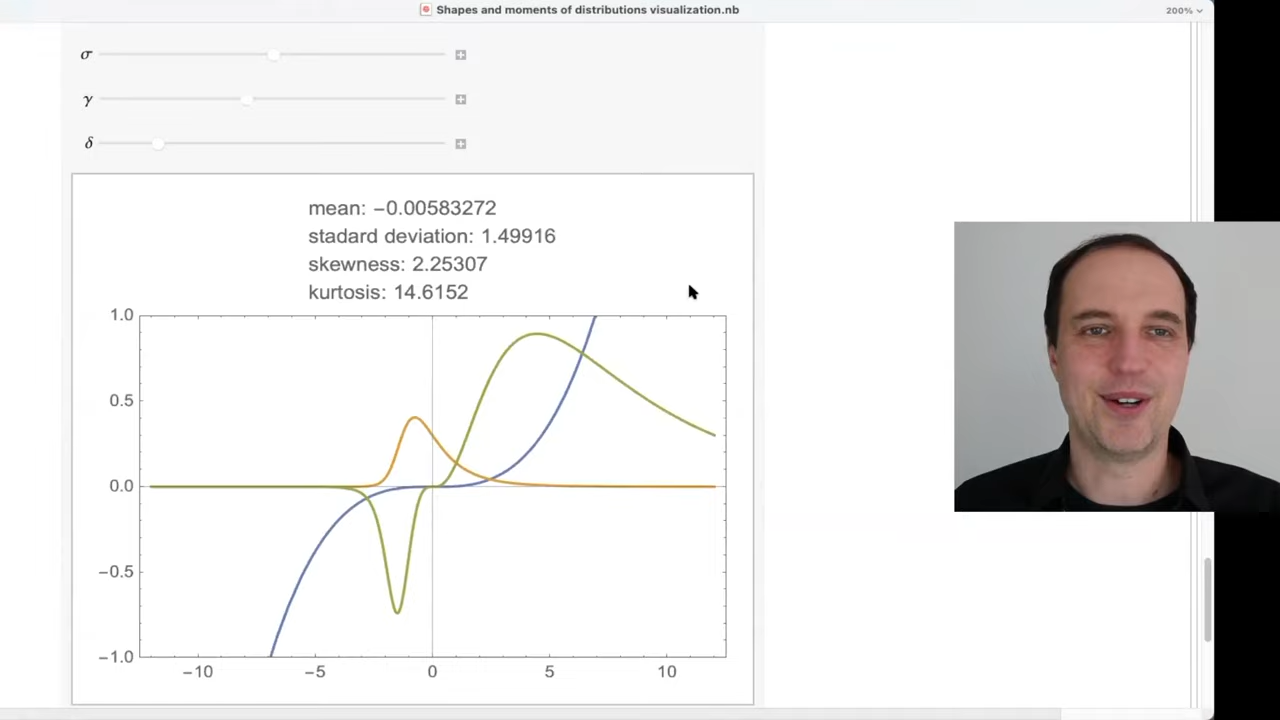 Shapes and moments of distributions visualization.nb
200%
σ
γ
δ
mean: −0.00583272
stadard deviation: 1.49916
skewness: 2.25307
kurtosis: 14.6152
1.0
0.5
0.0
−0.5
−1.0
−10 −5 0 5 10